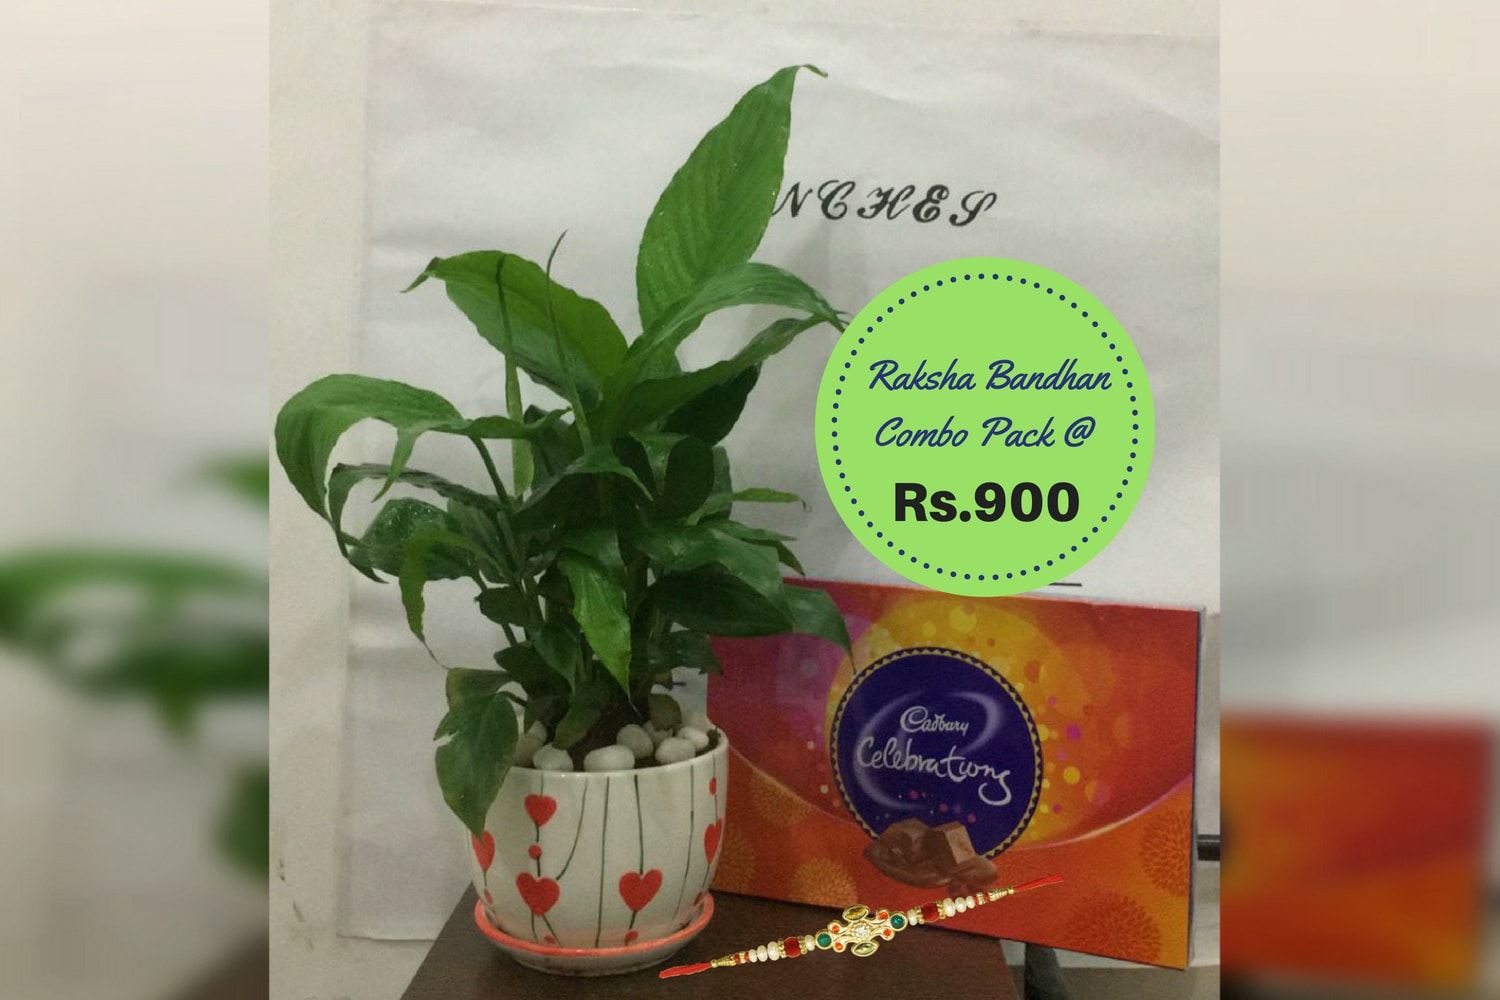 NCHES
Raksha Bandhan
Combo Pack @
Rs.900
Cadbury
Celebrations